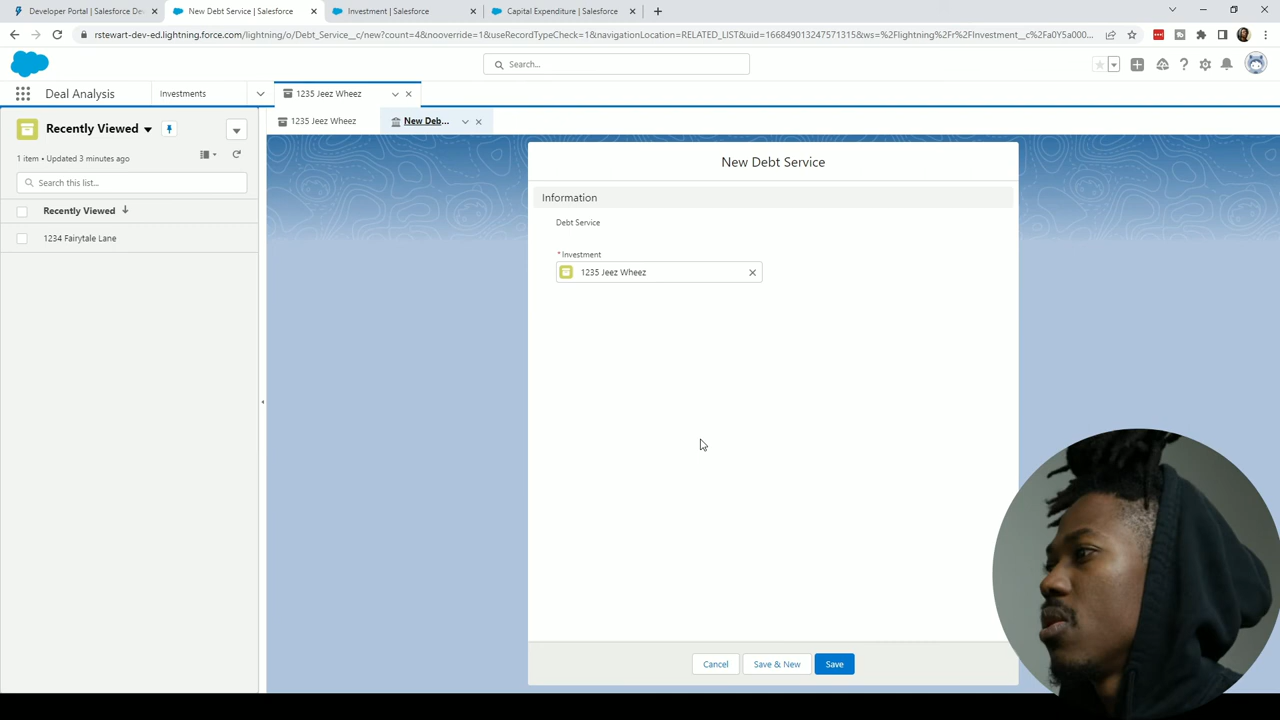 Developer Portal | Salesforce De
New Debt Service | Salesforce
Investment | Salesforce
Capital Expenditure | Salesforce
rstewart-dev-ed.lightning.force.com/lightning/o/Debt_Service__c/new?count=4&nooverride=1&useRecordTypeCheck=1&navigationLocation=RELATED_LIST&uid=166849013247571315&ws=%2Flightning%2Fr%2FInvestment__c%2Fa0Y5a000...
Search...
Deal Analysis
Investments
1235 Jeez Wheez
Recently Viewed
1235 Jeez Wheez
New Deb...
1 item • Updated 3 minutes ago
Search this list...
Recently Viewed
1234 Fairytale Lane
New Debt Service
Information
Debt Service
* Investment
1235 Jeez Wheez
Cancel
Save & New
Save